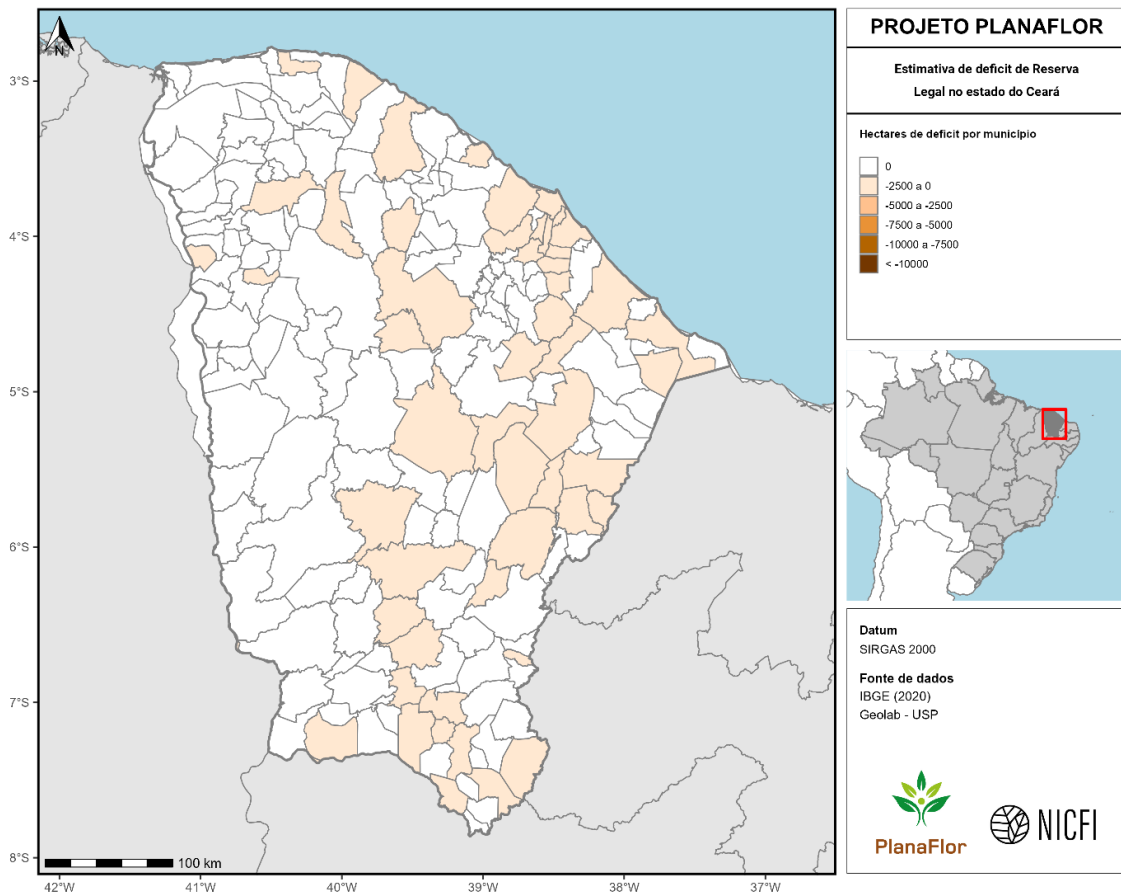 N
3°S
4°S
5°S
6°S
7°S
8°S
100 km
42°W
41°W
40°W
39°W
38°W
37°W
PROJETO PLANAFLOR
Estimativa de deficit de Reserva
Legal no estado do Ceará
Hectares de deficit por município
0
-2500 a 0
-5000 a -2500
-7500 a -5000
-10000 a -7500
< -10000
Datum
SIRGAS 2000
Fonte de dados
IBGE (2020)
Geolab - USP
PlanaFlor
NICFI